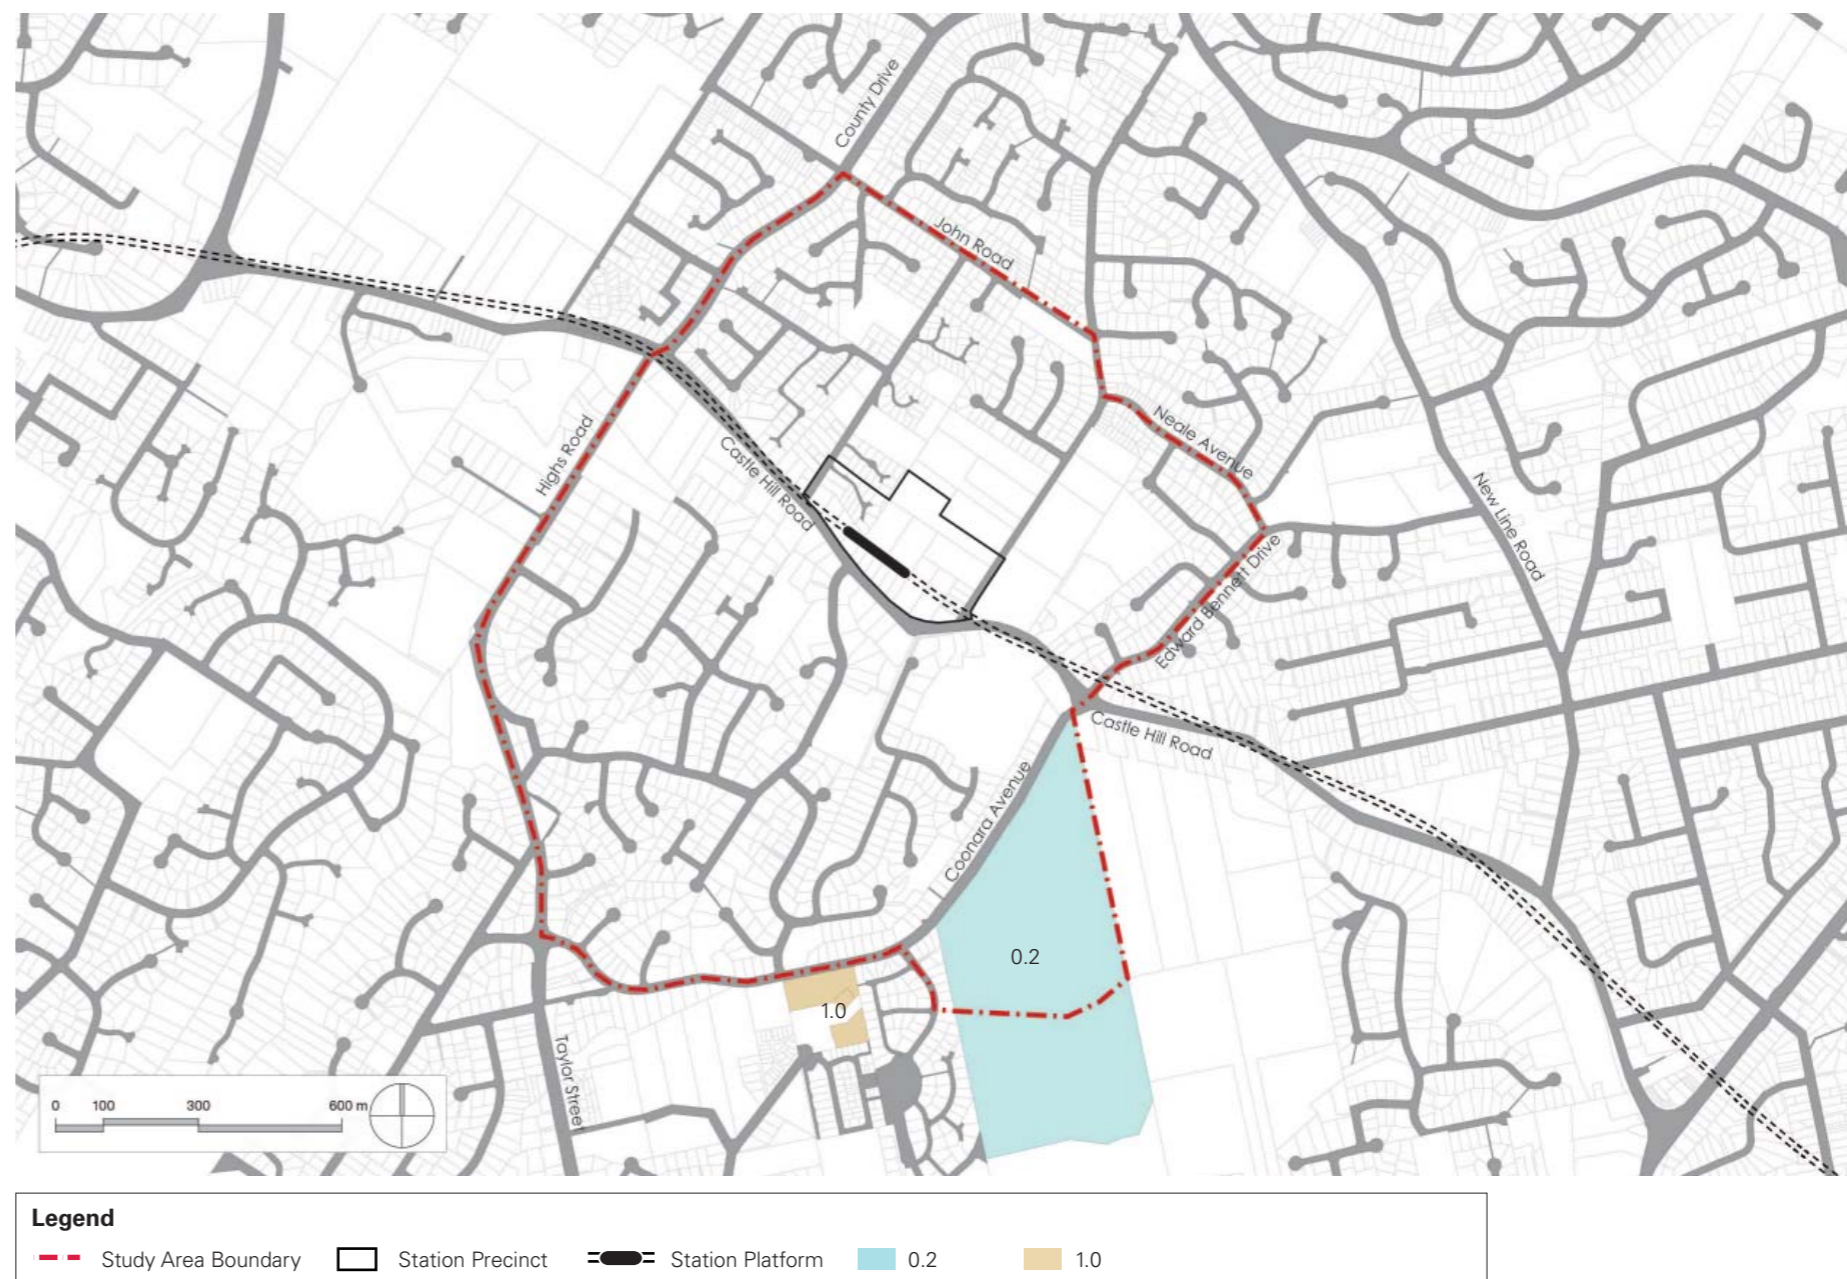 County Drive
John Road
Highs Road
Castle Hill Road
Neale Avenue
New Line Road
Edward Bennett Drive
Castle Hill Road
Coonara Avenue
0.2
1.0
Taylor Street
0 100 300 600 m
Legend
Study Area Boundary Station Precinct Station Platform 0.2 1.0